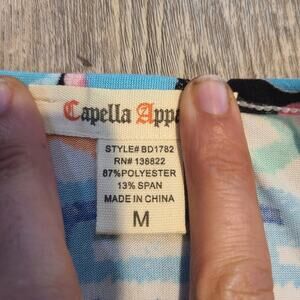 Capella Appa
STYLE# BD1782
RN# 138822
87%POLYESTER
13% SPAN
MADE IN CHINA
M